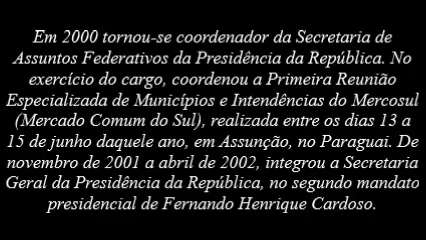 Em 2000 tornou-se coordenador da Secretaria de
Assuntos Federativos da Presidência da República. No
exercício do cargo, coordenou a Primeira Reunião
Especializada de Municípios e Intendências do Mercosul
(Mercado Comum do Sul), realizada entre os dias 13 a
15 de junho daquele ano, em Assunção, no Paraguai. De
novembro de 2001 a abril de 2002, integrou a Secretaria
Geral da Presidência da República, no segundo mandato
presidencial de Fernando Henrique Cardoso.